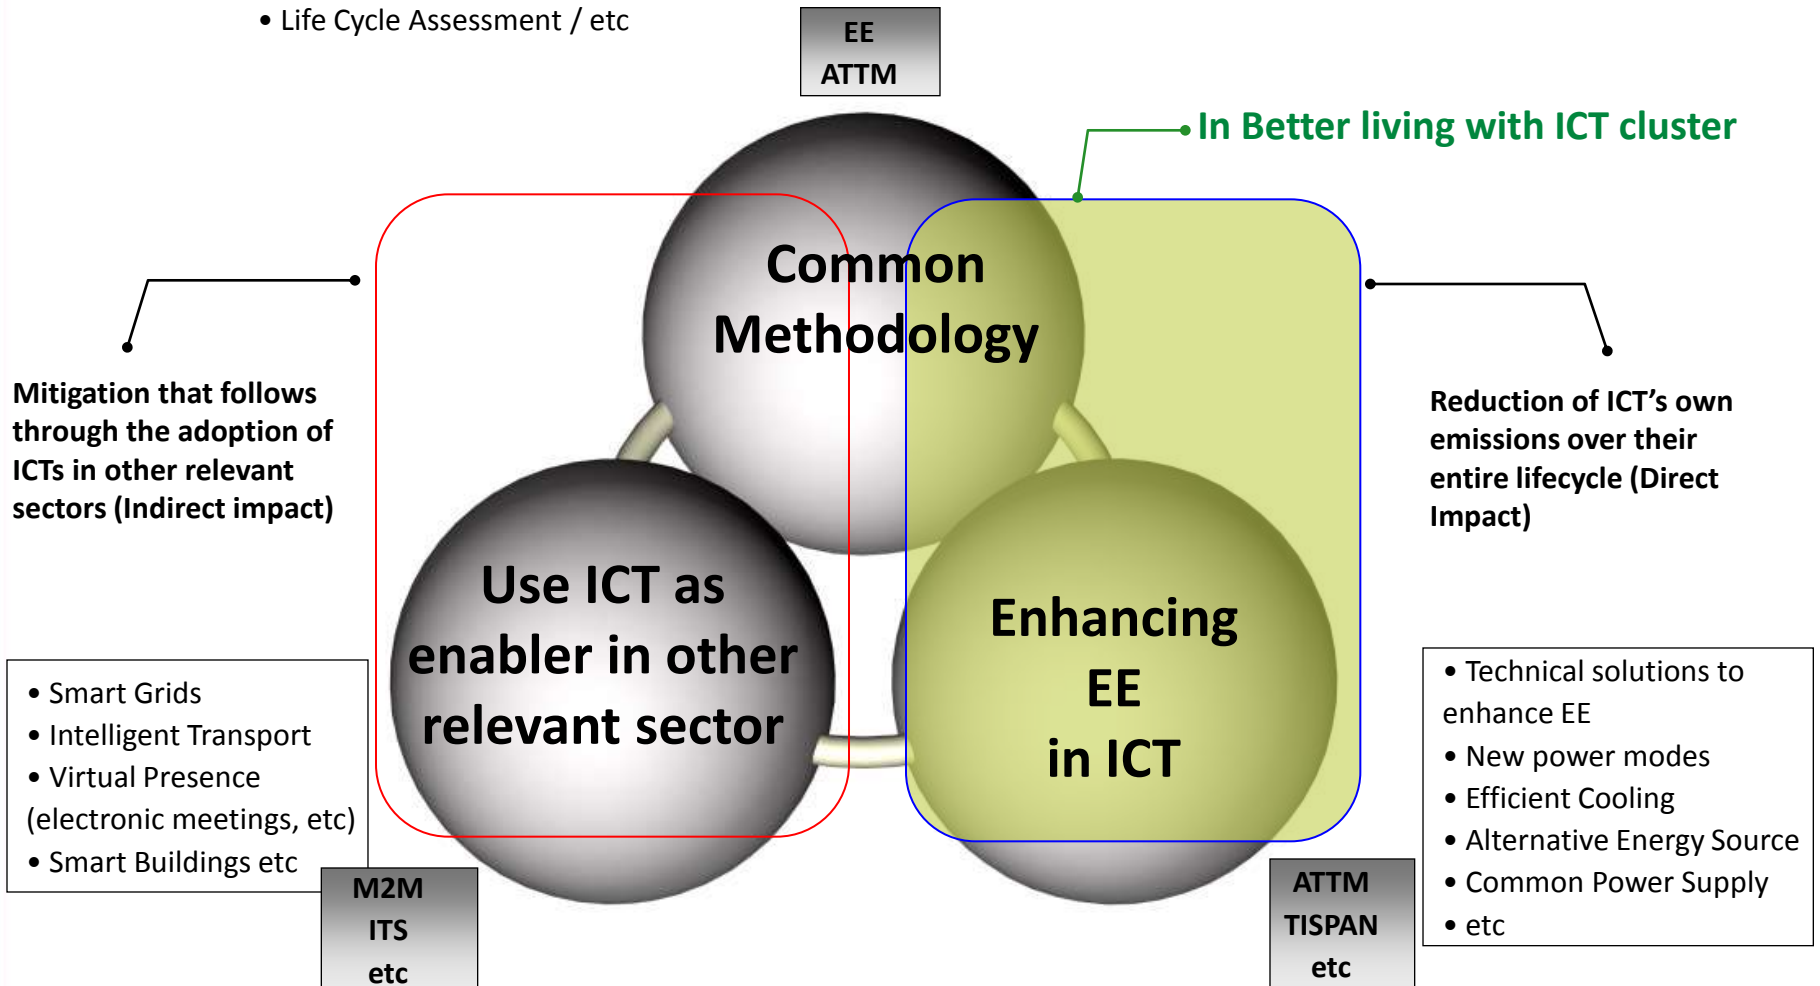 • Life Cycle Assessment / etc
EE
ATTM
In Better living with ICT cluster
Common
Methodology
Mitigation that follows
through the adoption of
ICTs in other relevant
sectors (Indirect impact)
Reduction of ICT’s own
emissions over their
entire lifecycle (Direct
Impact)
Use ICT as
enabler in other
relevant sector
Enhancing
EE
in ICT
• Smart Grids
• Intelligent Transport
• Virtual Presence
(electronic meetings, etc)
• Smart Buildings etc
• Technical solutions to
enhance EE
• New power modes
• Efficient Cooling
• Alternative Energy Source
• Common Power Supply
• etc
M2M
ITS
etc
ATTM
TISPAN
etc